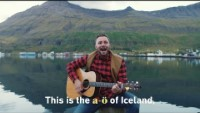 This is the a-ö of Iceland.